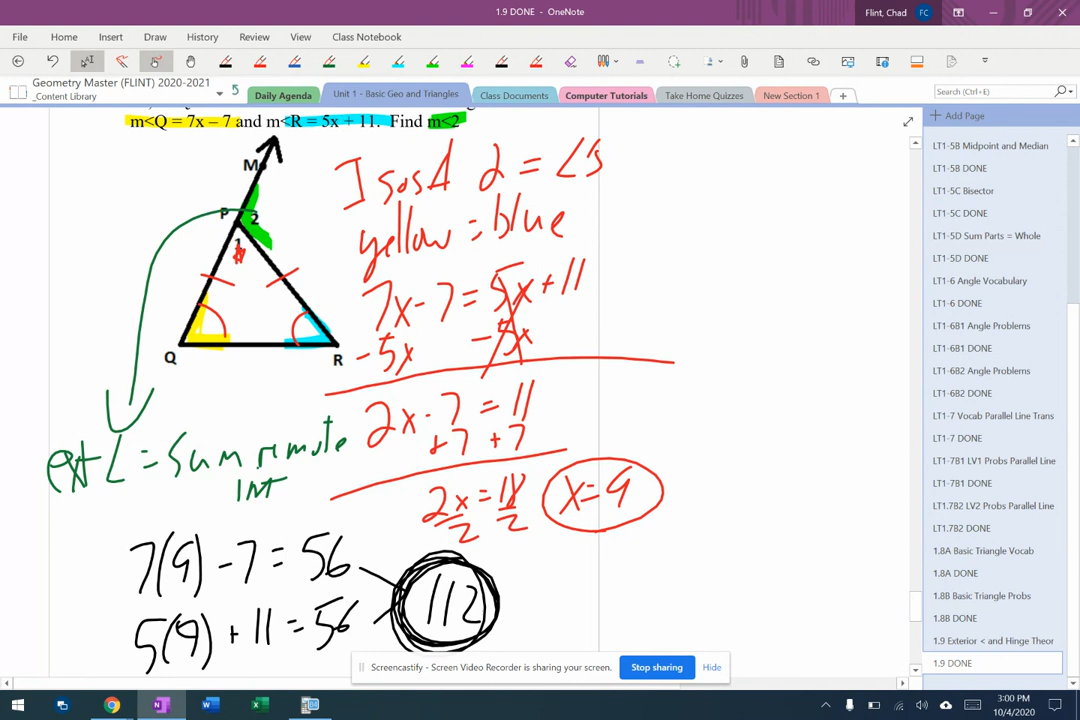 1.9 DONE - OneNote
Flint, Chad FC
File Home Insert Draw History Review View Help Class Notebook
Geometry Master (FLINT) 2020-2021
_Content Library
Daily Agenda Unit 1 - Basic Geo and Triangles Class Documents Computer Tutorials Take Home Quizzes New Section 1
Search (Ctrl+E)
m<Q = 7x – 7 and m<R = 5x + 11. Find m<2
M
P
2
1
Q
R
Isos Δ 2 = ∠'s
yellow = blue
7x - 7 = 5x + 11
-5x -5x
2x - 7 = 11
+7 +7
2x = 18
2 2
x = 9
ext ∠ = Sum remote
Int
7(9) - 7 = 56
5(9) + 11 = 56
112
Add Page
LT1-5B Midpoint and Median
LT1-5B DONE
LT1-5C Bisector
LT1-5C DONE
LT1-5D Sum Parts = Whole
LT1-5D DONE
LT1-6 Angle Vocabulary
LT1-6 DONE
LT1-6B1 Angle Problems
LT1-6B1 DONE
LT1-6B2 Angle Problems
LT1-6B2 DONE
LT1-7 Vocab Parallel Line Trans
LT1-7 DONE
LT1-7B1 LV1 Probs Parallel Line
LT1-7B1 DONE
LT1.7B2 LV2 Probs Parallel Line
LT1.7B2 DONE
1.8A Basic Triangle Vocab
1.8A DONE
1.8B Basic Triangle Probs
1.8B DONE
1.9 Exterior < and Hinge Theor
1.9 DONE
Screencastify - Screen Video Recorder is sharing your screen.
Stop sharing
Hide
3:00 PM
10/4/2020